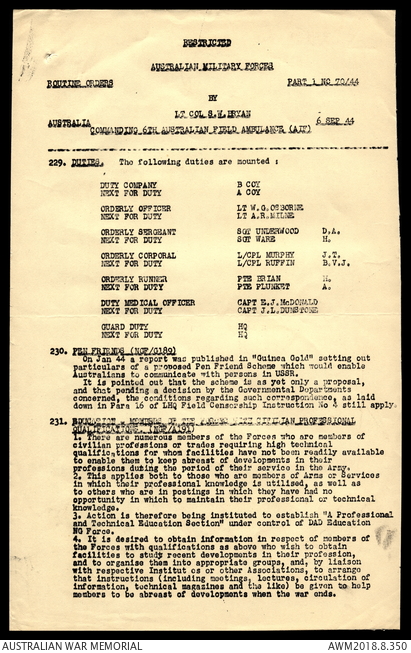 RESTRICTED
AUSTRALIAN MILITARY FORCES
ROUTINE ORDERS PART 1 NO 70/44
BY
LT COL S.W. BRYAN
AUSTRALIA 6 SEP 44
COMMANDING 6TH AUSTRALIAN FIELD AMBULANCE (AIF)
229. DUTIES. The following duties are mounted :
DUTY COMPANY B COY
NEXT FOR DUTY A COY
ORDERLY OFFICER LT W.G. OSBORNE
NEXT FOR DUTY LT A.R. MILNE
ORDERLY SERGEANT SGT UNDERWOOD D.A.
NEXT FOR DUTY SGT WARE H.
ORDERLY CORPORAL L/CPL MURPHY J.T.
NEXT FOR DUTY L/CPL RUFFIN B.V.J.
ORDERLY RUNNER PTE BRIAN H.
NEXT FOR DUTY PTE PLUNKET A.
DUTY MEDICAL OFFICER CAPT E.J. McDONALD
NEXT FOR DUTY CAPT J.L. DUNSTONE
GUARD DUTY HQ
NEXT FOR DUTY HQ
230. PEN FRIENDS (NGF/G189)
On Jan 44 a report was published in "Guinea Gold" setting out
particulars of a proposed Pen Friend Scheme which would enable
Australians to communicate with persons in USSR.
It is pointed out that the scheme is as yet only a proposal,
and that pending a decision by the Governmental Departments
concerned, the conditions regarding such correspondence, as laid
down in Para 16 of LHQ Field Censorship Instruction No 4 still apply.
231. EDUCATION - MEMBERS OF THE FORCES WITH CIVILIAN PROFESSIONAL
QUALIFICATIONS.
1. There are numerous members of the Forces who are members of
civilian professions or trades requiring high technical
qualifications for whom facilities have not been readily available
to enable them to keep abreast of developments in their
professions during the period of their service in the Army.
2. This applies both to those who are members of Arms or Services
in which their professional knowledge is utilised, as well as
to others who are in postings in which they have had no
opportunity in which to maintain their professional or technical
knowledge.
3. Action is therefore being instituted to establish "A Professional
and Technical Education Section" under control of DAD Education
NG Force.
4. It is desired to obtain information in respect of members of
the Forces with qualifications as above who wish to obtain
facilities to study recent developments in their profession,
and to organise them into appropriate groups, and, by liaison
with respective Institutes or other Associations, to arrange
that instructions (including meetings, lectures, circulation of
information, technical magazines and the like) be given to help
members to be abreast of developments when the war ends.
AUSTRALIAN WAR MEMORIAL AWM2018.8.350